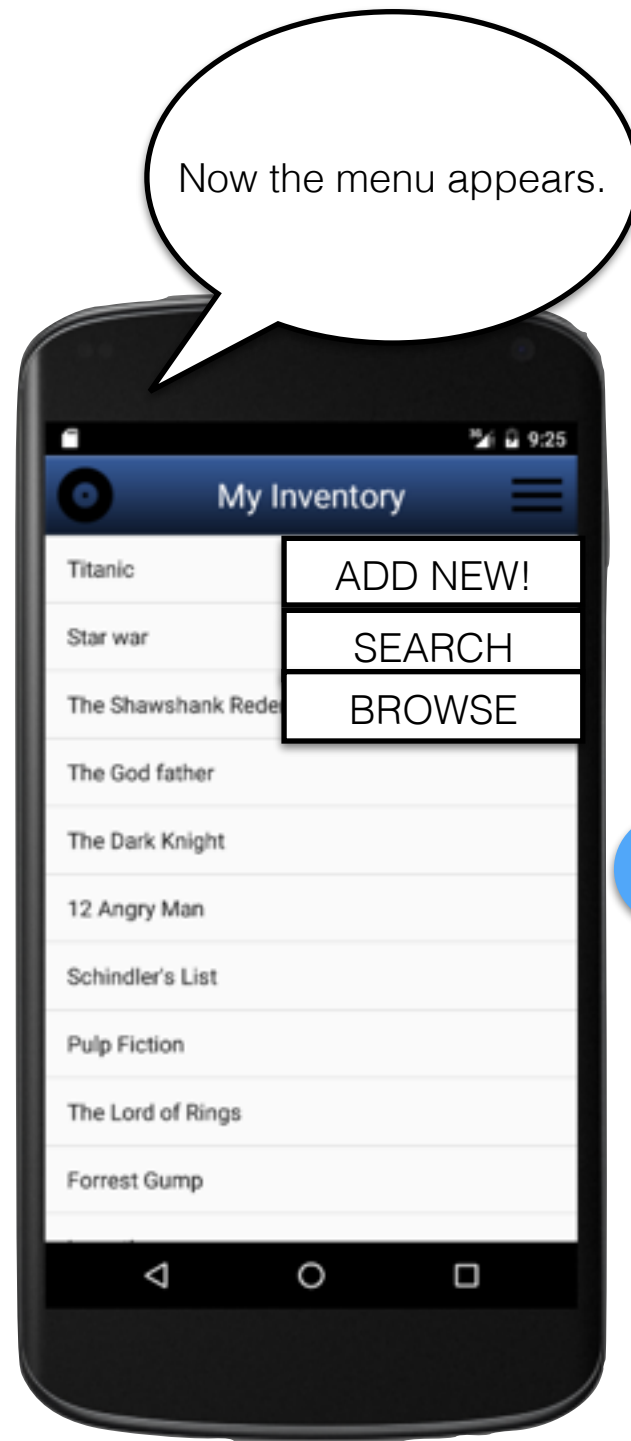 Now the menu appears.
9:25
My Inventory
Titanic
ADD NEW!
Star war
SEARCH
The Shawshank
BROWSE
The God father
The Dark Knight
12 Angry Man
Schindler's List
Pulp Fiction
The Lord of Rings
Forrest Gump